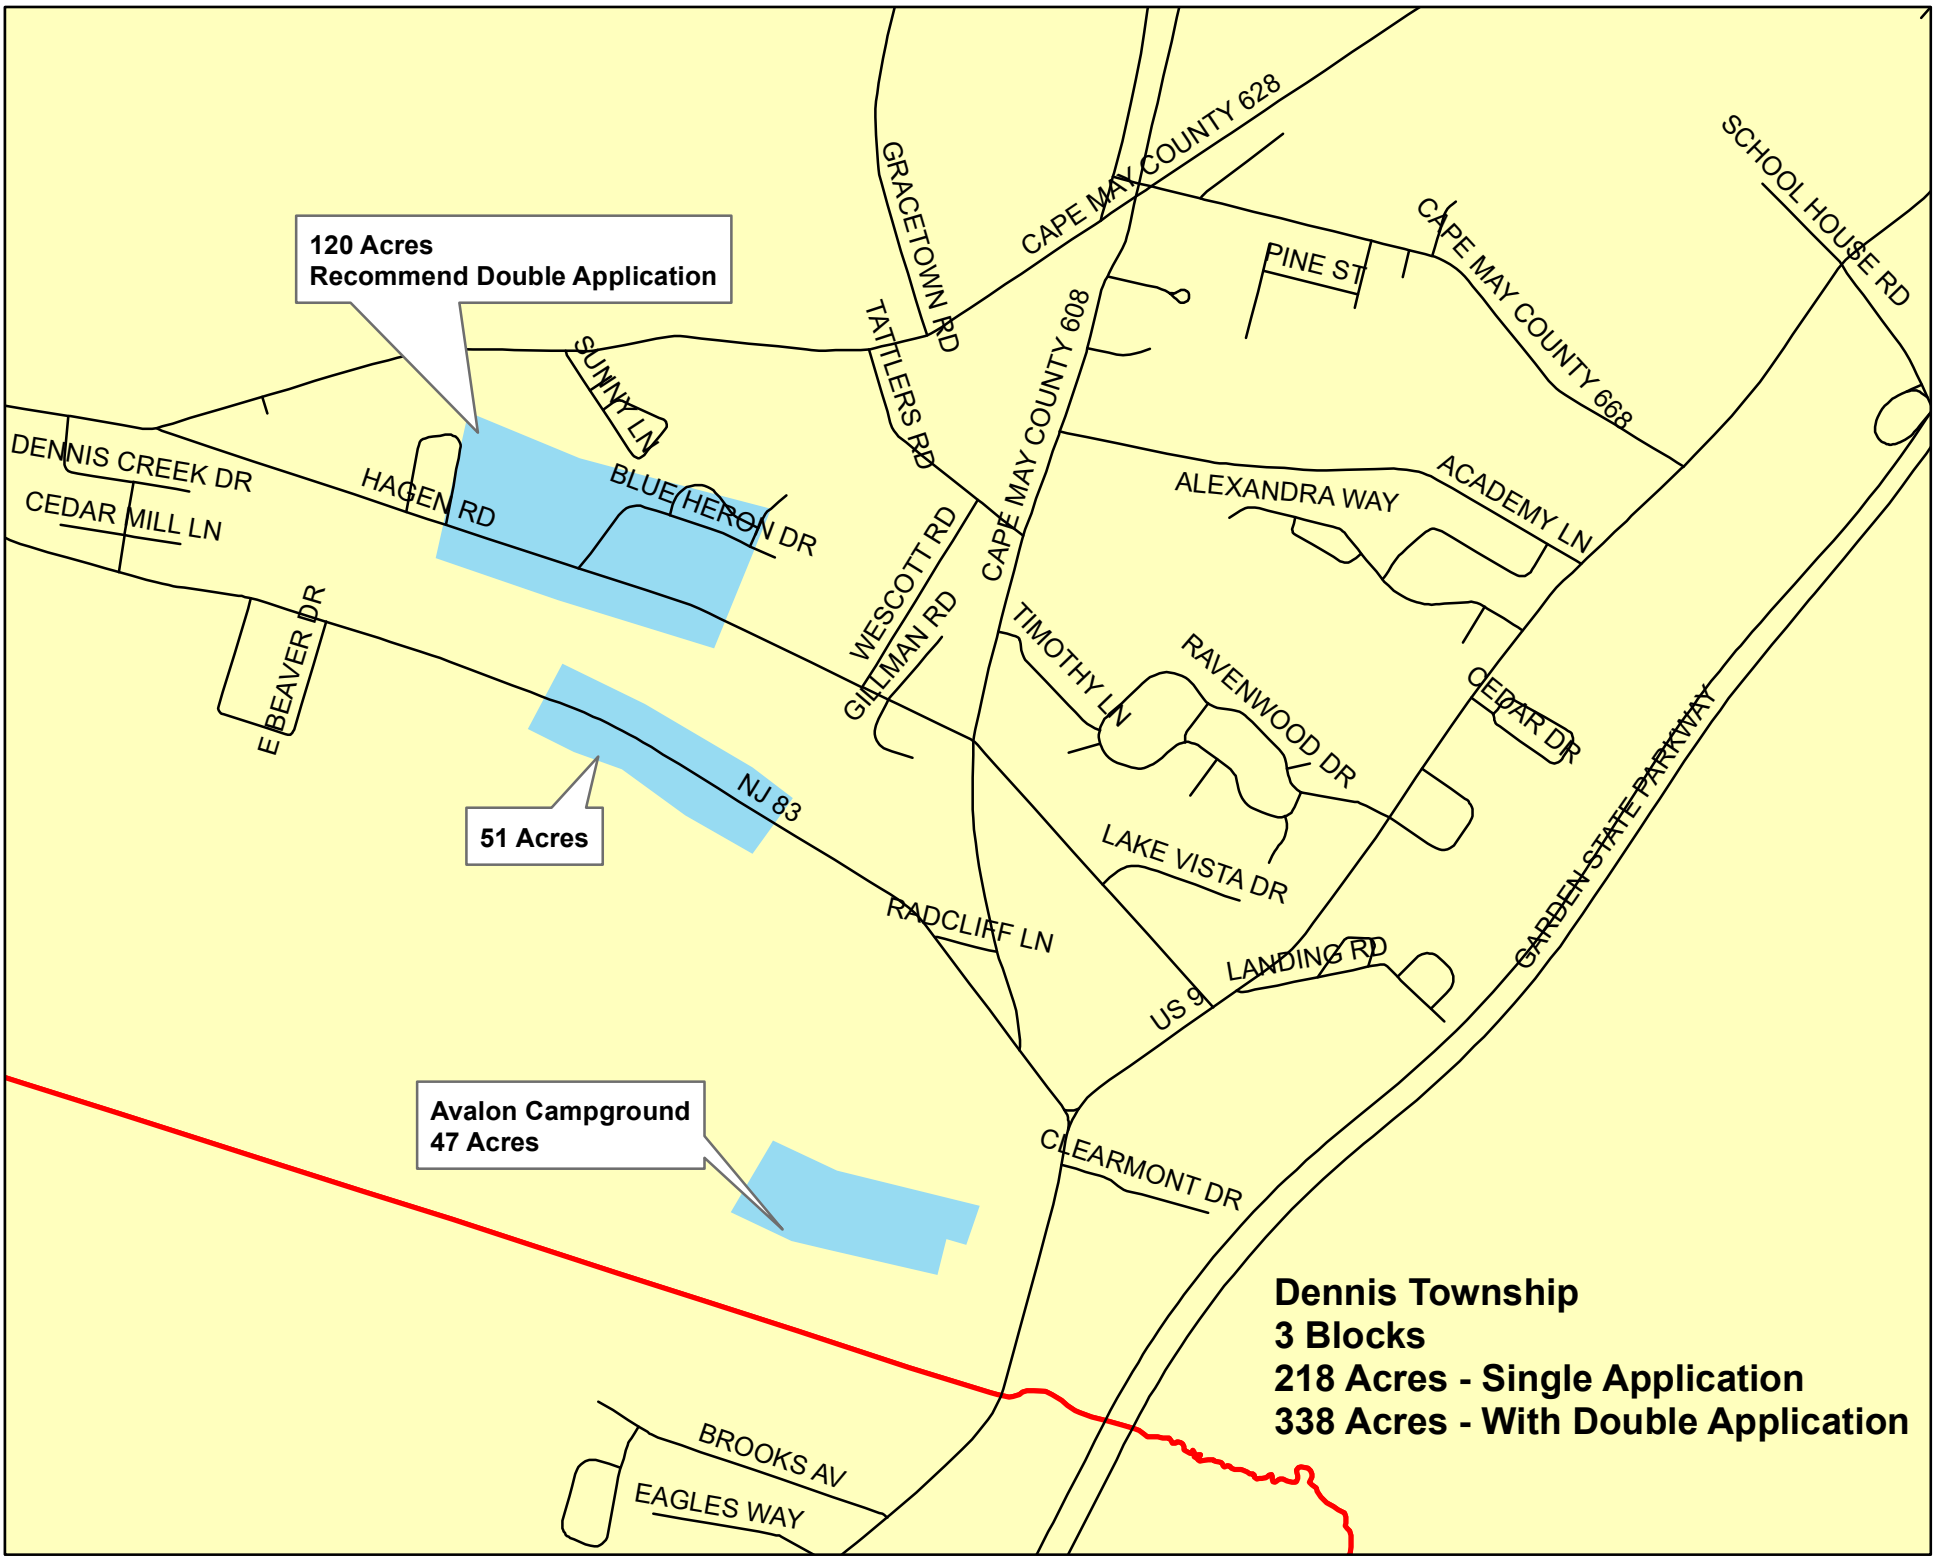 CAPE MAY COUNTY 628
SCHOOL HOUSE RD
GRACETOWN RD
CAPE MAY COUNTY 668
120 Acres
Recommend Double Application
PINE ST
TATTLERS RD
CAPE MAY COUNTY 608
SUNNY LN
DENNIS CREEK DR
HAGEN RD
BLUE HERON DR
ALEXANDRA WAY
ACADEMY LN
CEDAR MILL LN
WESCOTT RD
GILLMAN RD
E BEAVER DR
TIMOTHY LN
RAVENWOOD DR
CEDAR DR
GARDEN STATE PARKWAY
NJ 83
51 Acres
LAKE VISTA DR
RADCLIFF LN
LANDING RD
US 9
Avalon Campground
47 Acres
CLEARMONT DR
Dennis Township
3 Blocks
218 Acres - Single Application
338 Acres - With Double Application
BROOKS AV
EAGLES WAY